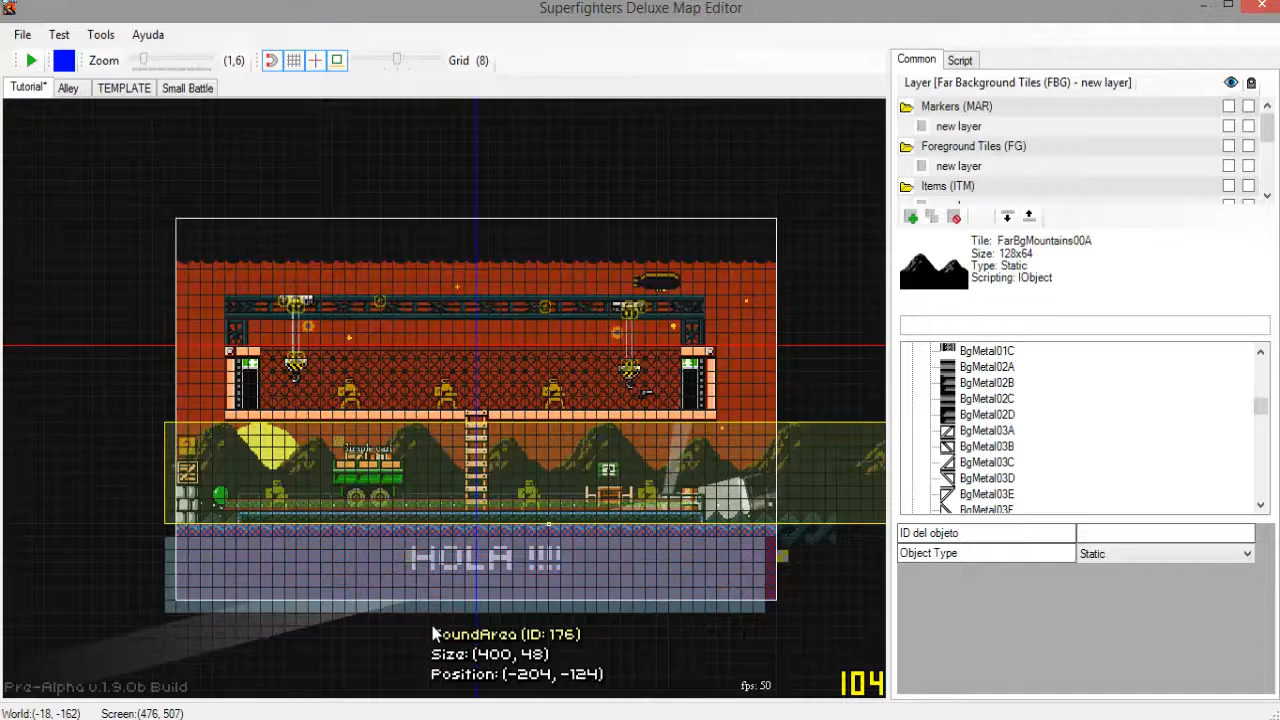 Superfighters Deluxe Map Editor
File Test Tools Ayuda
Zoom (1,6) Grid (8)
Tutorial* Alley TEMPLATE Small Battle
Common Script
Layer [Far Background Tiles (FBG) - new layer]
Markers (MAR)
new layer
Foreground Tiles (FG)
new layer
Items (ITM)
Tile: FarBgMountains00A
Size: 128x64
Type: Static
Scripting: IObject
BgMetal01C
BgMetal02A
BgMetal02B
BgMetal02C
BgMetal02D
BgMetal03A
BgMetal03B
BgMetal03C
BgMetal03D
BgMetal03E
BgMetal03F
ID del objeto
Object Type Static
Simple cart
HOLA !!!!
oundArea (ID: 176)
Size: (400, 48)
Position: (-204, -124)
Pre-Alpha v.1.9.0b Build
fps: 50
104
World:(-18, -162) Screen:(476, 507)